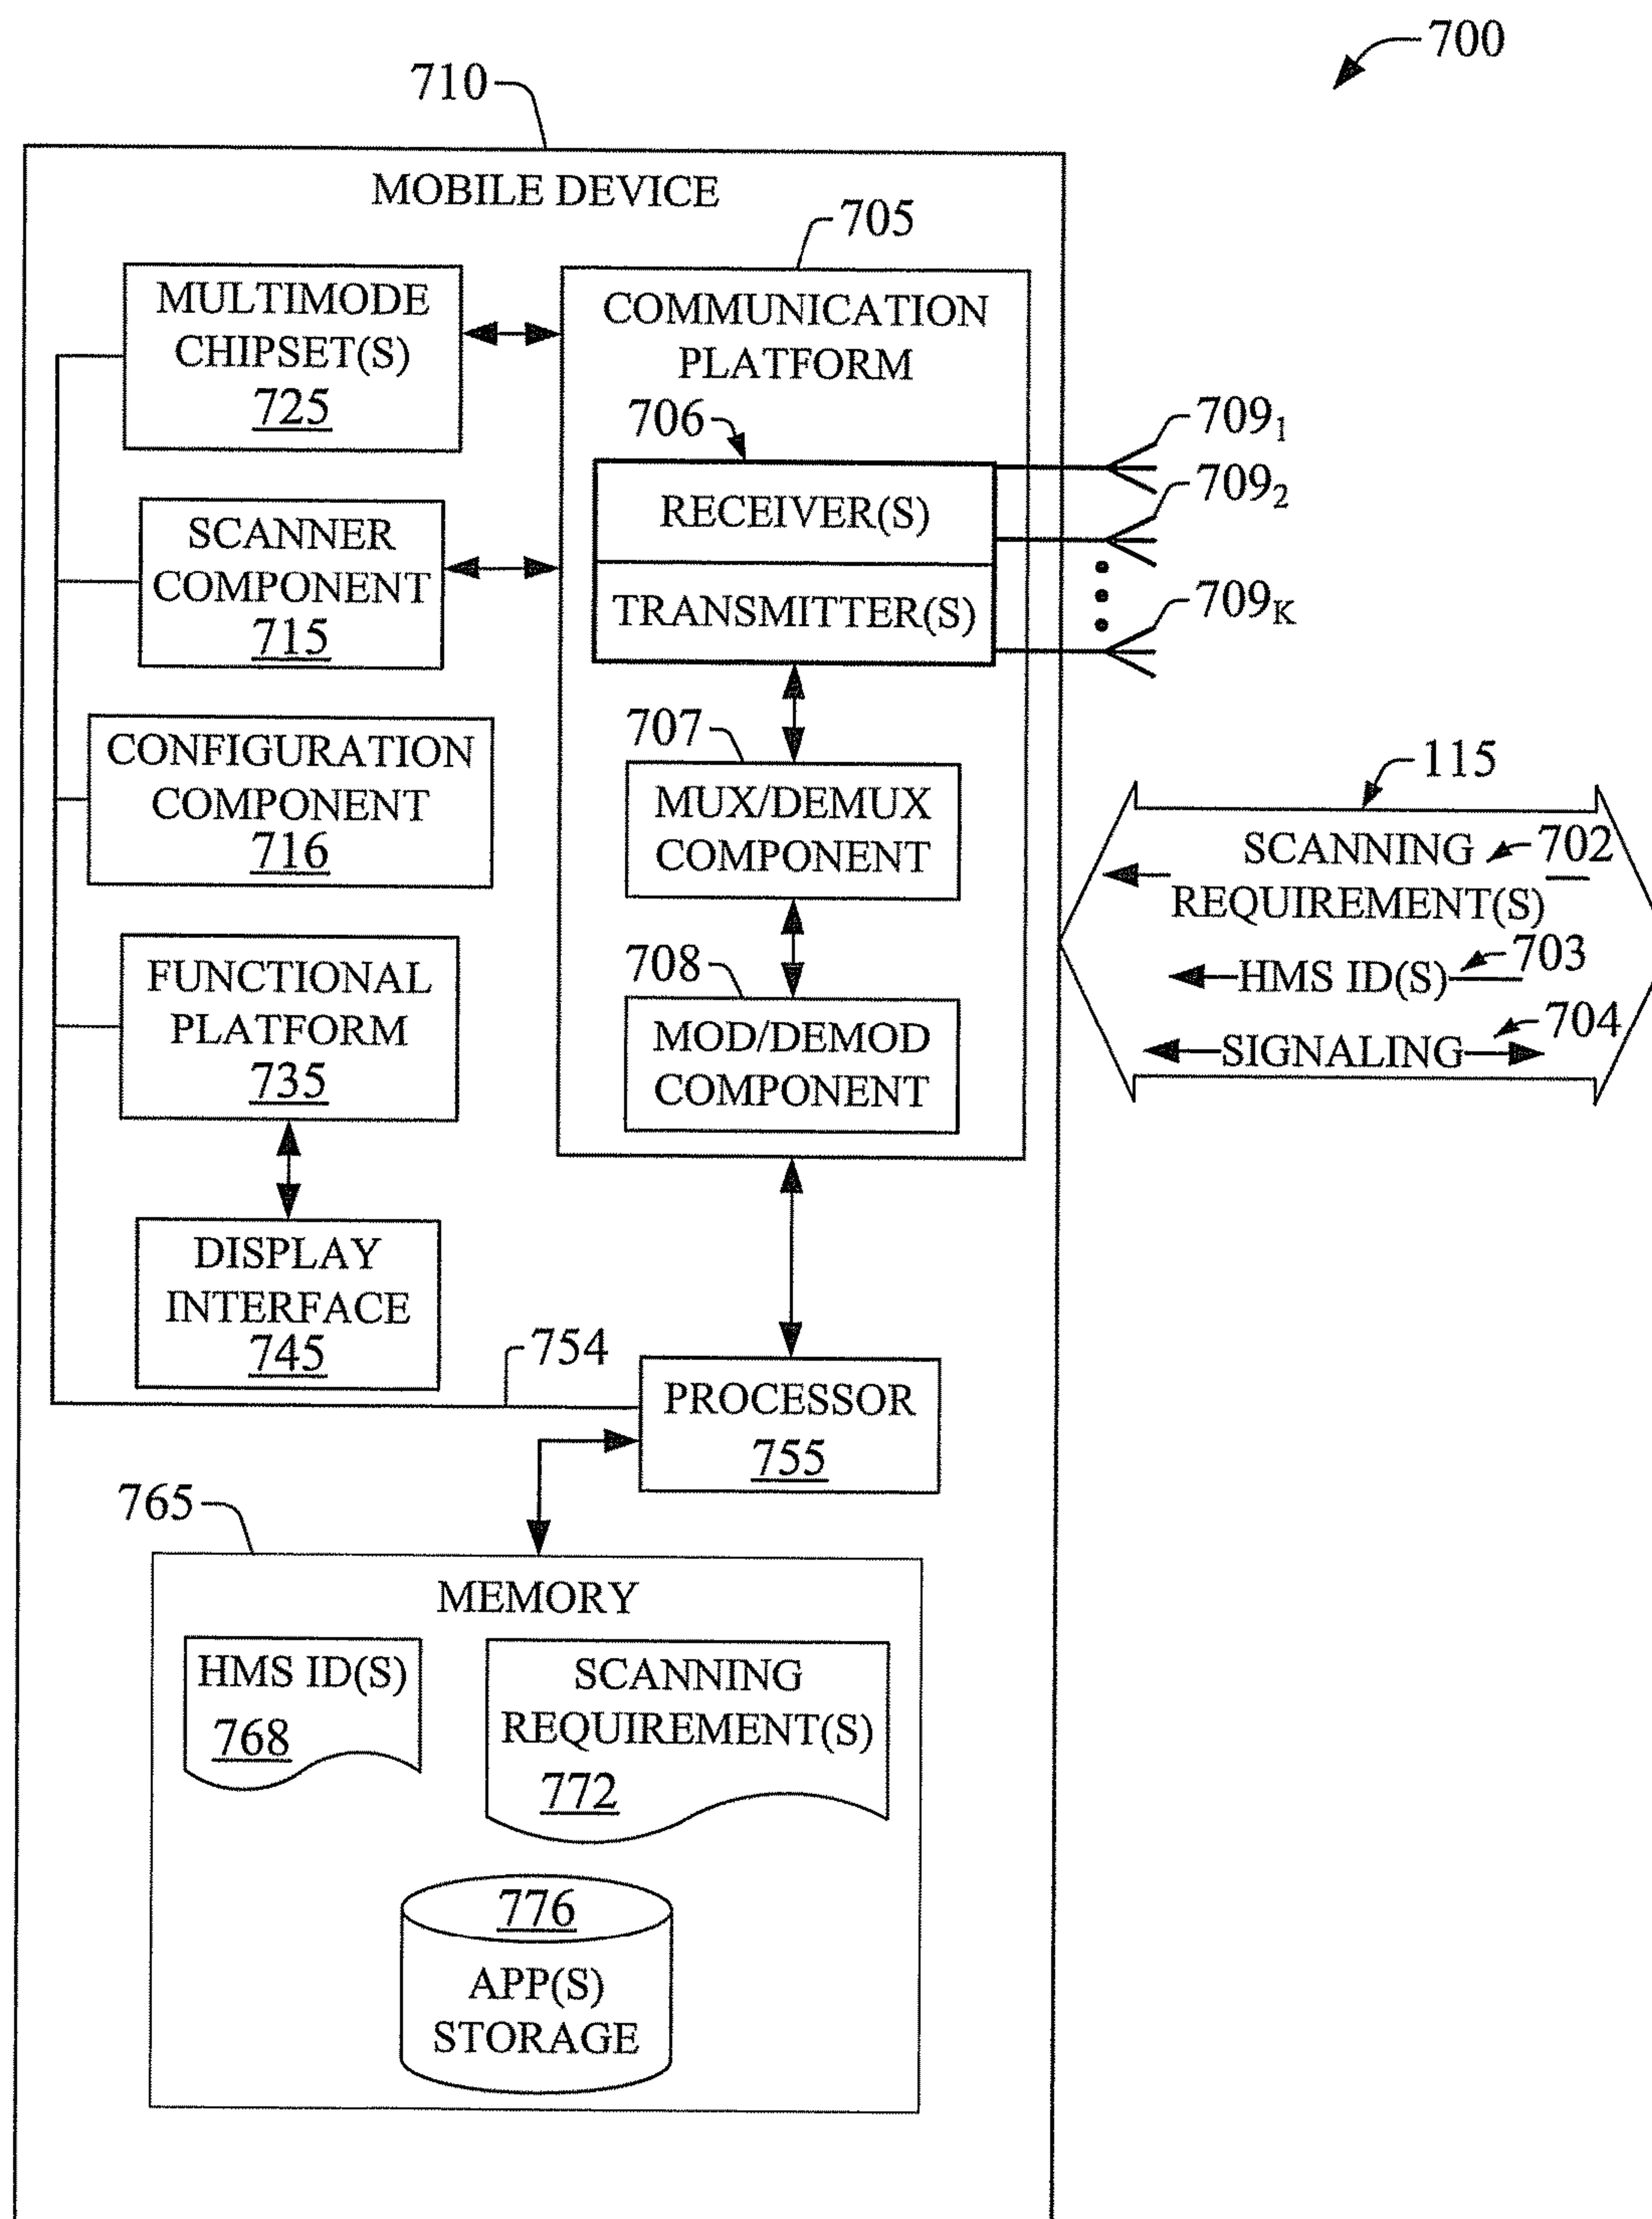 700
710
MOBILE DEVICE
705
MULTIMODE
CHIPSET(S)
725
COMMUNICATION
PLATFORM
706
RECEIVER(S)
TRANSMITTER(S)
709₁
709₂
709K
SCANNER
COMPONENT
715
707
MUX/DEMUX
COMPONENT
CONFIGURATION
COMPONENT
716
708
MOD/DEMOD
COMPONENT
FUNCTIONAL
PLATFORM
735
115
SCANNING 702
REQUIREMENT(S)
HMS ID(S) 703
SIGNALING 704
DISPLAY
INTERFACE
745
754
PROCESSOR
755
765
MEMORY
HMS ID(S)
768
SCANNING
REQUIREMENT(S)
772
776
APP(S)
STORAGE